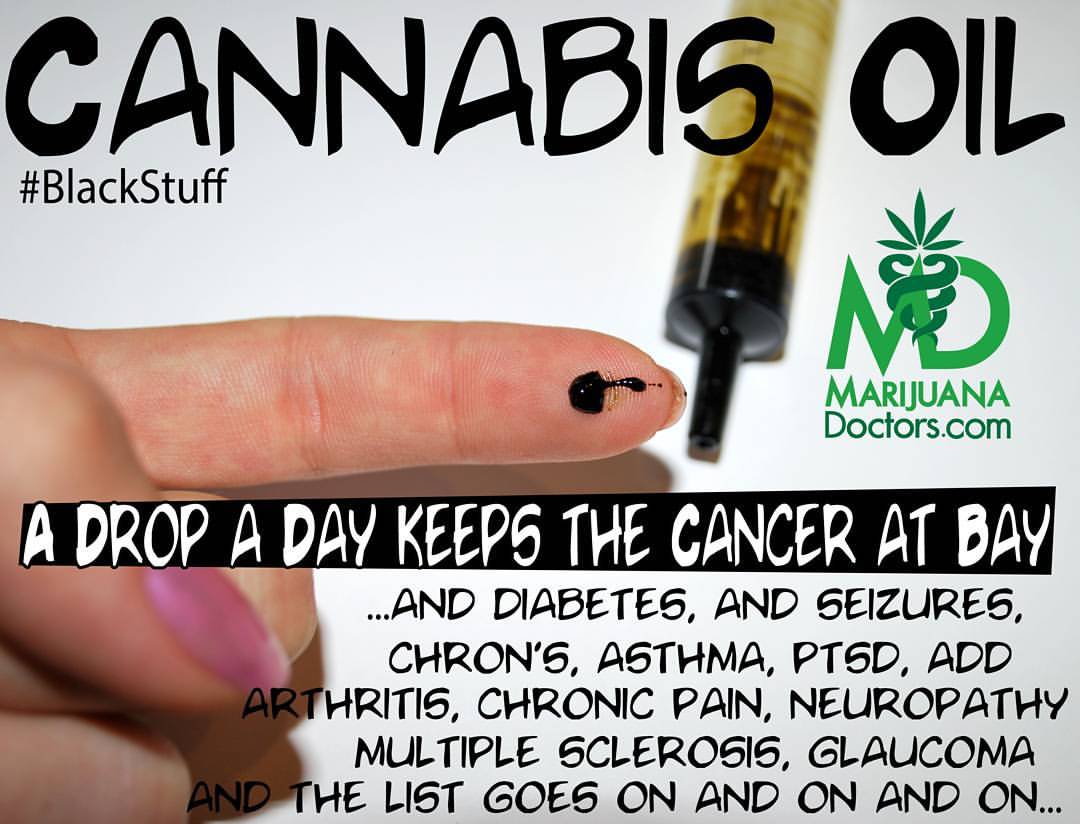 CANNABIS OIL
#BlackStuff
MD
MARIJUANA
DOCTORS.COM
A DROP A DAY KEEPS THE CANCER AT BAY
...AND DIABETES, AND SEIZURES,
CHRON'S, ASTHMA, PTSD, ADD
ARTHRITIS, CHRONIC PAIN, NEUROPATHY
MULTIPLE SCLEROSIS, GLAUCOMA
AND THE LIST GOES ON AND ON AND ON...